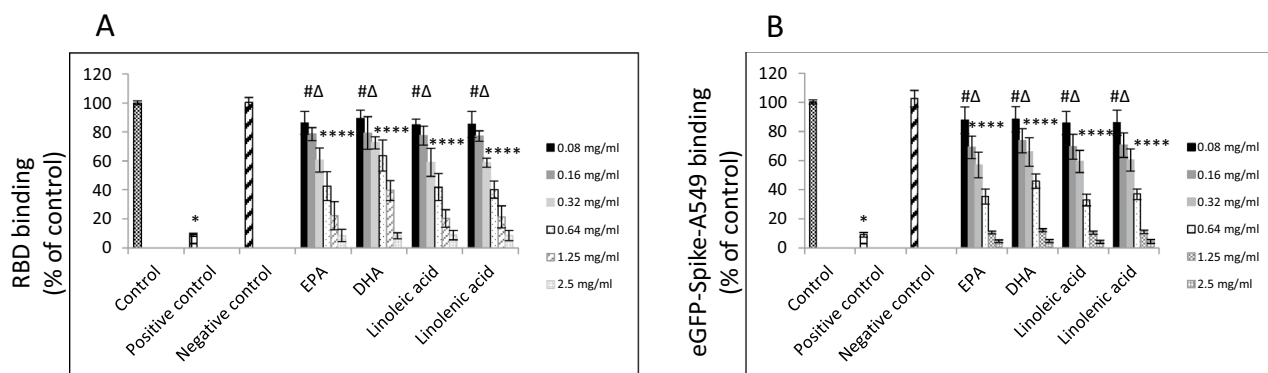 A
RBD binding
(% of control)
120
100
80
60
40
20
0
*
#Δ
#Δ
#Δ
#Δ
****
****
****
****
Control
Positive control
Negative control
EPA
DHA
Linoleic acid
Linolenic acid
0.08 mg/ml
0.16 mg/ml
0.32 mg/ml
0.64 mg/ml
1.25 mg/ml
2.5 mg/ml
B
eGFP-Spike-A549 binding
(% of control)
120
100
80
60
40
20
0
*
#Δ
#Δ
#Δ
#Δ
****
****
****
****
Control
Positive control
Negative control
EPA
DHA
Linoleic acid
Linolenic acid
0.08 mg/ml
0.16 mg/ml
0.32 mg/ml
0.64 mg/ml
1.25 mg/ml
2.5 mg/ml